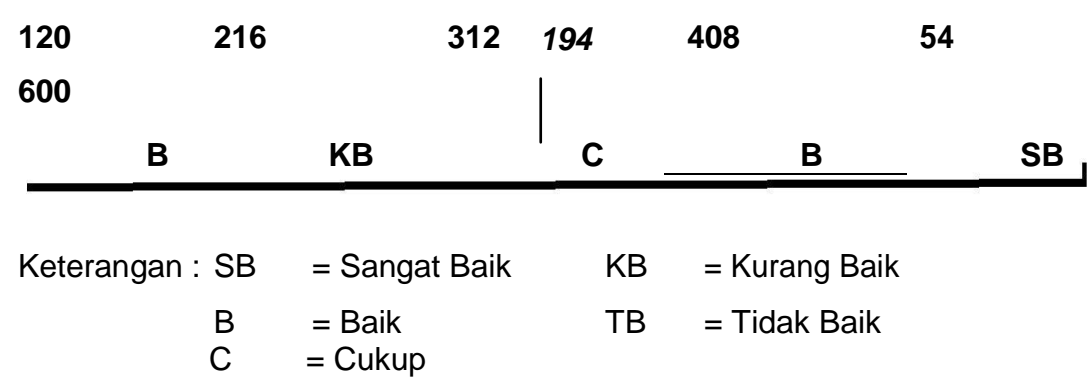 120 216 312 194 408 54
600
B KB C B SB
Keterangan : SB = Sangat Baik KB = Kurang Baik
B = Baik TB = Tidak Baik
C = Cukup